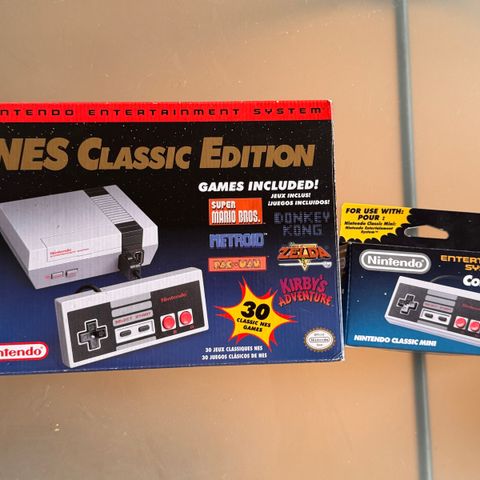 NINTENDO ENTERTAINMENT SYSTEM
NES CLASSIC EDITION
GAMES INCLUDED!
JEUX INCLUS!
¡JUEGOS INCLUIDOS!
SUPER
MARIO BROS.
DONKEY
KONG
METROID
ZELDA
PAC-MAN
KIRBY'S
ADVENTURE
30
CLASSIC NES
GAMES
SELECT START
Nintendo
30 JEUX CLASSIQUES NES
30 JUEGOS CLÁSICOS DE NES
FOR USE WITH:
POUR :
Nintendo Classic Mini:
Nintendo Entertainment
System
Nintendo
ENTERTA
SY
Co
NINTENDO CLASSIC MINI